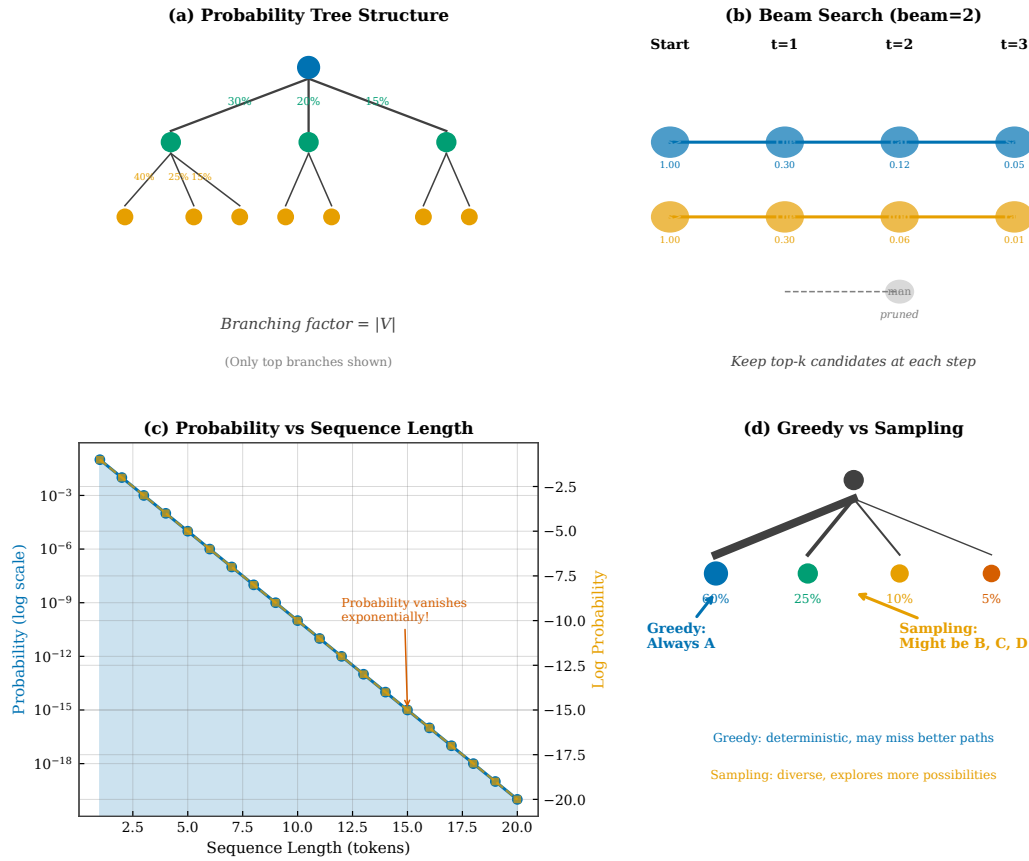 (a) Probability Tree Structure
30%
20%
15%
40%
25%
15%
Branching factor = |V|
(Only top branches shown)
(b) Beam Search (beam=2)
Start
t=1
t=2
t=3
1.00
0.30
0.12
0.05
1.00
0.30
0.06
0.01
man
pruned
Keep top-k candidates at each step
(c) Probability vs Sequence Length
Probability (log scale)
10⁻³
10⁻⁶
10⁻⁹
10⁻¹²
10⁻¹⁵
10⁻¹⁸
Probability vanishes
exponentially!
−2.5
−5.0
−7.5
−10.0
−12.5
−15.0
−17.5
−20.0
Log Probability
2.5
5.0
7.5
10.0
12.5
15.0
17.5
20.0
Sequence Length (tokens)
(d) Greedy vs Sampling
60%
25%
10%
5%
Greedy:
Always A
Sampling:
Might be B, C, D
Greedy: deterministic, may miss better paths
Sampling: diverse, explores more possibilities